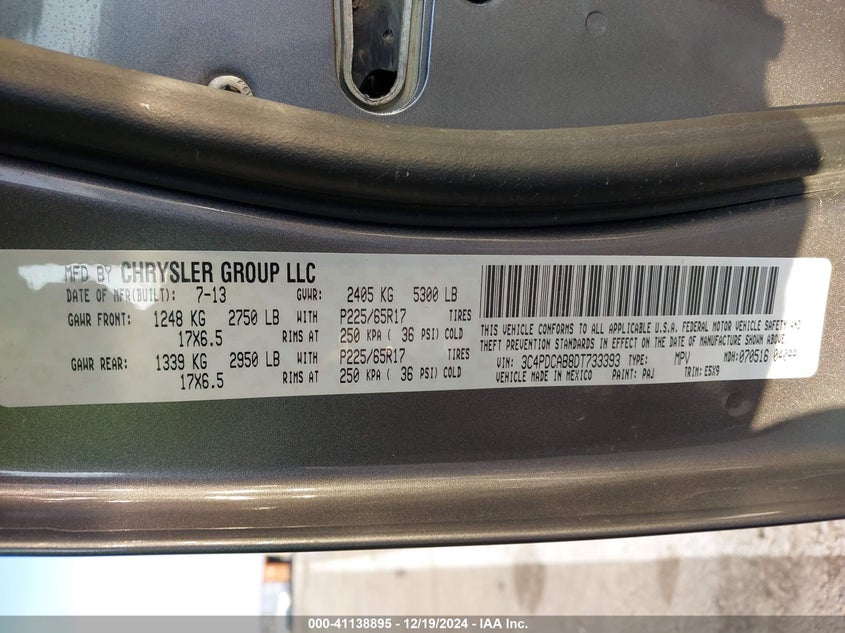 MFD BY CHRYSLER GROUP LLC
DATE OF MFR(BUILT): 7-13 GVWR: 2405 KG 5300 LB
GAWR FRONT: 1248 KG 2750 LB WITH P225/65R17 TIRES
17X6.5 RIMS AT 250 KPA ( 36 PSI) COLD
GAWR REAR: 1339 KG 2950 LB WITH P225/65R17 TIRES
17X6.5 RIMS AT 250 KPA ( 36 PSI) COLD
THIS VEHICLE CONFORMS TO ALL APPLICABLE U.S.A. FEDERAL MOTOR VEHICLE SAFETY AND
THEFT PREVENTION STANDARDS IN EFFECT ON THE DATE OF MANUFACTURE SHOWN ABOVE.
VIN: 3C4PDCAB8DT733393 TYPE: MPV MDH: 070516
VEHICLE MADE IN MEXICO PAINT: PAJ TRIM: E5X9
000-41138895 - 12/19/2024 - IAA Inc.